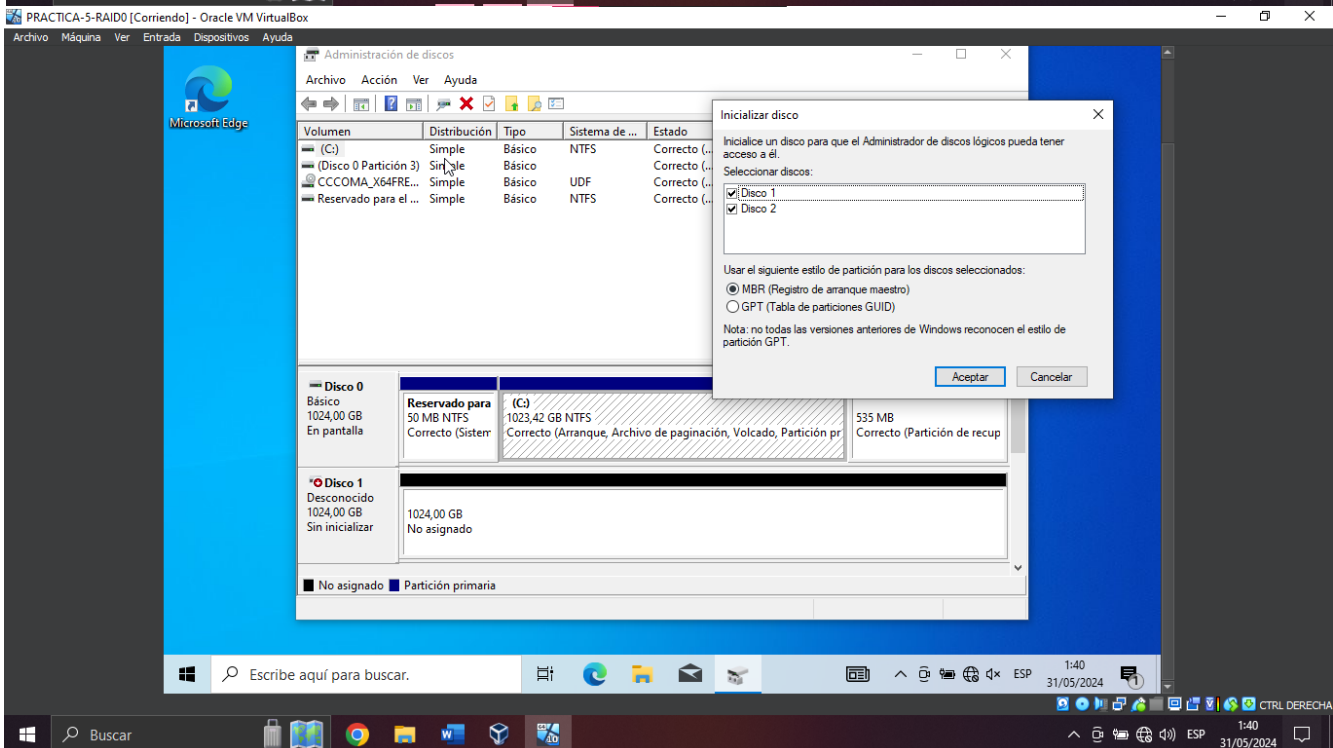 PRACTICA-5-RAID0 [Corriendo] - Oracle VM VirtualBox
Archivo Máquina Ver Entrada Dispositivos Ayuda
Microsoft Edge
Administración de discos
Archivo Acción Ver Ayuda
Volumen Distribución Tipo Sistema de ... Estado
(C:) Simple Básico NTFS Correcto (...
(Disco 0 Partición 3) Simple Básico Correcto (...
CCCOMA_X64FRE... Simple Básico UDF Correcto (...
Reservado para el ... Simple Básico NTFS Correcto (...
Inicializar disco
Inicialice un disco para que el Administrador de discos lógicos pueda tener
acceso a él.
Seleccionar discos:
Disco 1
Disco 2
Usar el siguiente estilo de partición para los discos seleccionados:
MBR (Registro de arranque maestro)
GPT (Tabla de particiones GUID)
Nota: no todas las versiones anteriores de Windows reconocen el estilo de
partición GPT.
Aceptar Cancelar
Disco 0
Básico
1024,00 GB
En pantalla
Reservado para
50 MB NTFS
Correcto (Sistem
(C:)
1023,42 GB NTFS
Correcto (Arranque, Archivo de paginación, Volcado, Partición pr
535 MB
Correcto (Partición de recup
Disco 1
Desconocido
1024,00 GB
Sin inicializar
1024,00 GB
No asignado
No asignado Partición primaria
Escribe aquí para buscar.
ESP
1:40
31/05/2024
1
CTRL DERECHA
Buscar
ESP
1:40
31/05/2024